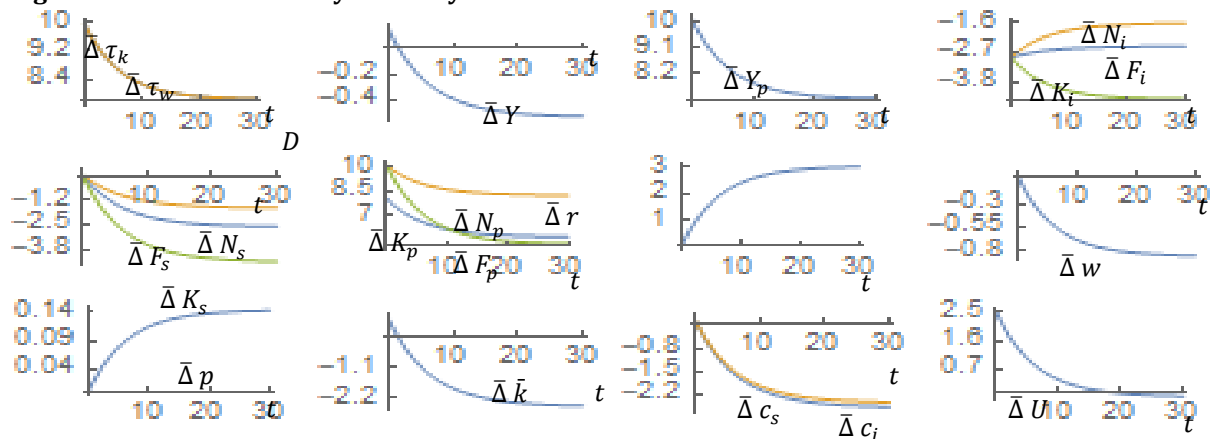 10
9.2
8.4
Δ̄ τ_k
Δ̄ τ_w
10 20 30
t
D
−0.2
−0.4
10 20 30
t
Δ̄ Y
10
9.1
8.2
Δ̄ Y_p
10 20 30
t
−1.6
−2.7
−3.8
Δ̄ N_i
Δ̄ F_i
Δ̄ K_i
10 20 30
t
−1.2
−2.5
−3.8
10 20 30
t
Δ̄ F_s
Δ̄ N_s
10
8.5
7
Δ̄ K_p
Δ̄ N_p
Δ̄ F_p
Δ̄ r
10 20 30
t
3
2
1
10 20 30
t
−0.3
−0.55
−0.8
10 20 30
t
Δ̄ w
Δ̄ K_s
0.14
0.09
0.04
Δ̄ p
10 20 30
t
−1.1
−2.2
10 20 30
t
Δ̄ k̄
−0.8
−1.5
−2.2
10 20 30
t
Δ̄ c_s
Δ̄ c_i
2.5
1.6
0.7
10 20 30
t
Δ̄ U